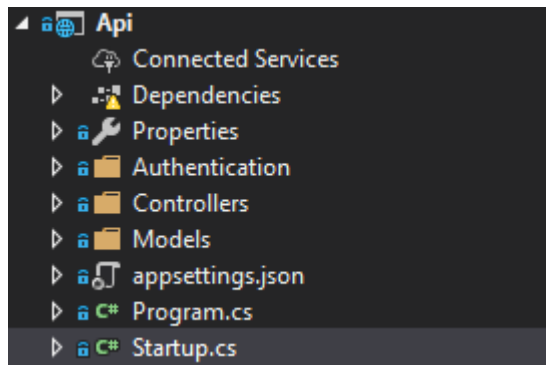 Api
Connected Services
Dependencies
Properties
Authentication
Controllers
Models
appsettings.json
C# Program.cs
C# Startup.cs